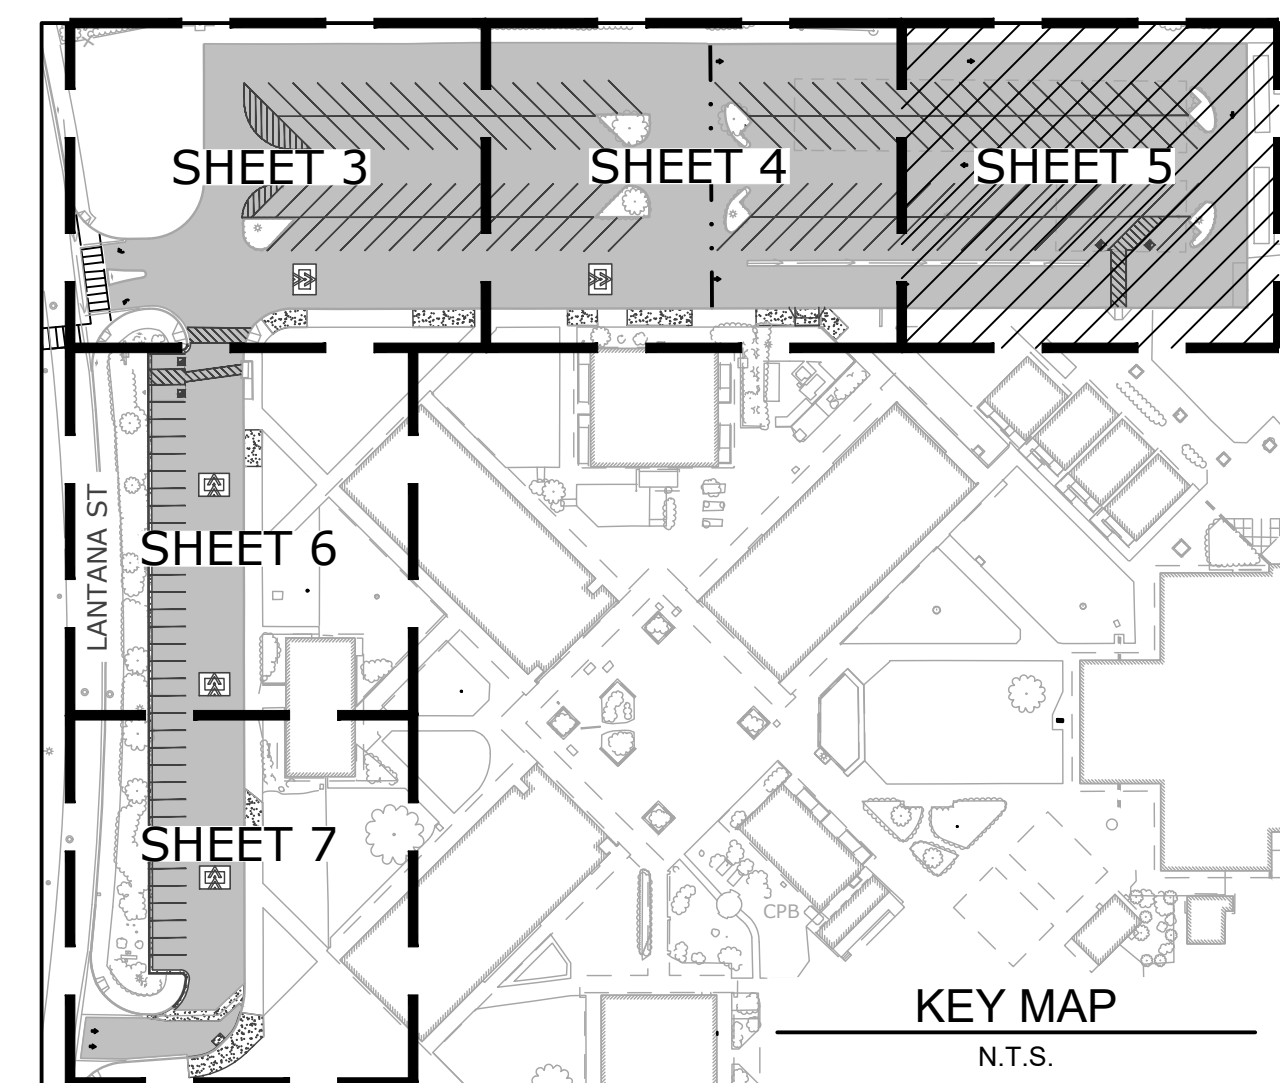 SHEET 3
SHEET 4
SHEET 5
SHEET 6
LANTANA ST
SHEET 7
CPB
KEY MAP
N.T.S.